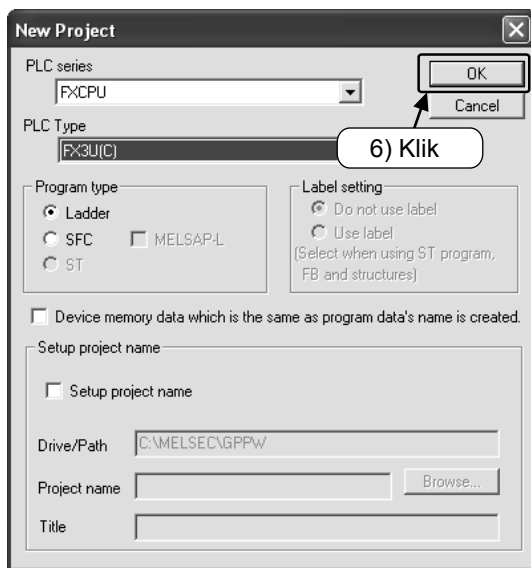 New Project
PLC series
OK
FXCPU
Cancel
PLC Type
FX3U(C)
6) Klik
Program type
Label setting
Ladder
Do not use label
SFC
MELSAP-L
Use label
ST
(Select when using ST program,
FB and structures)
Device memory data which is the same as program data's name is created.
Setup project name
Setup project name
Drive/Path
C:\MELSEC\GPPW
Project name
Browse...
Title